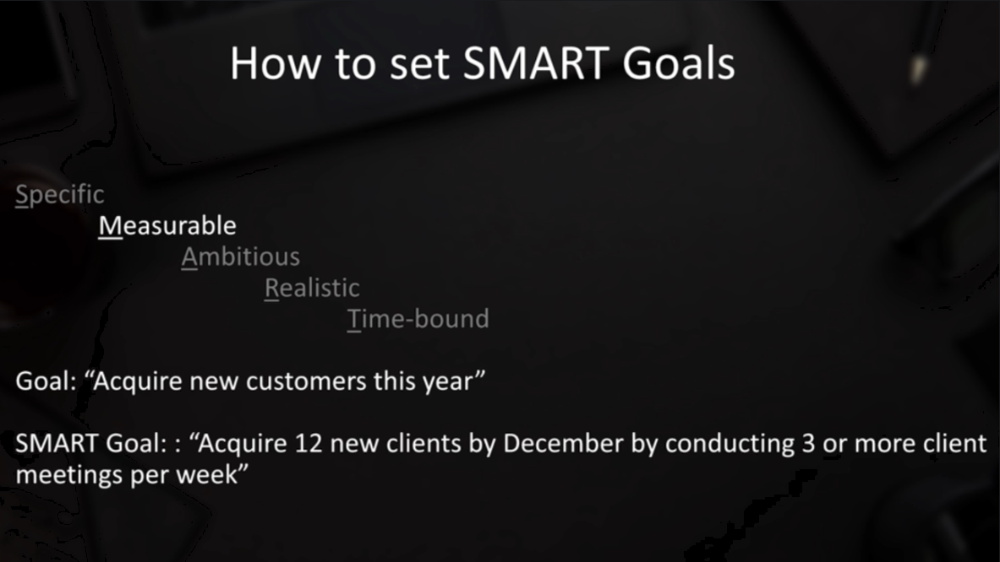 How to set SMART Goals
Specific
Measurable
Ambitious
Realistic
Time-bound
Goal: “Acquire new customers this year”
SMART Goal: : “Acquire 12 new clients by December by conducting 3 or more client
meetings per week”